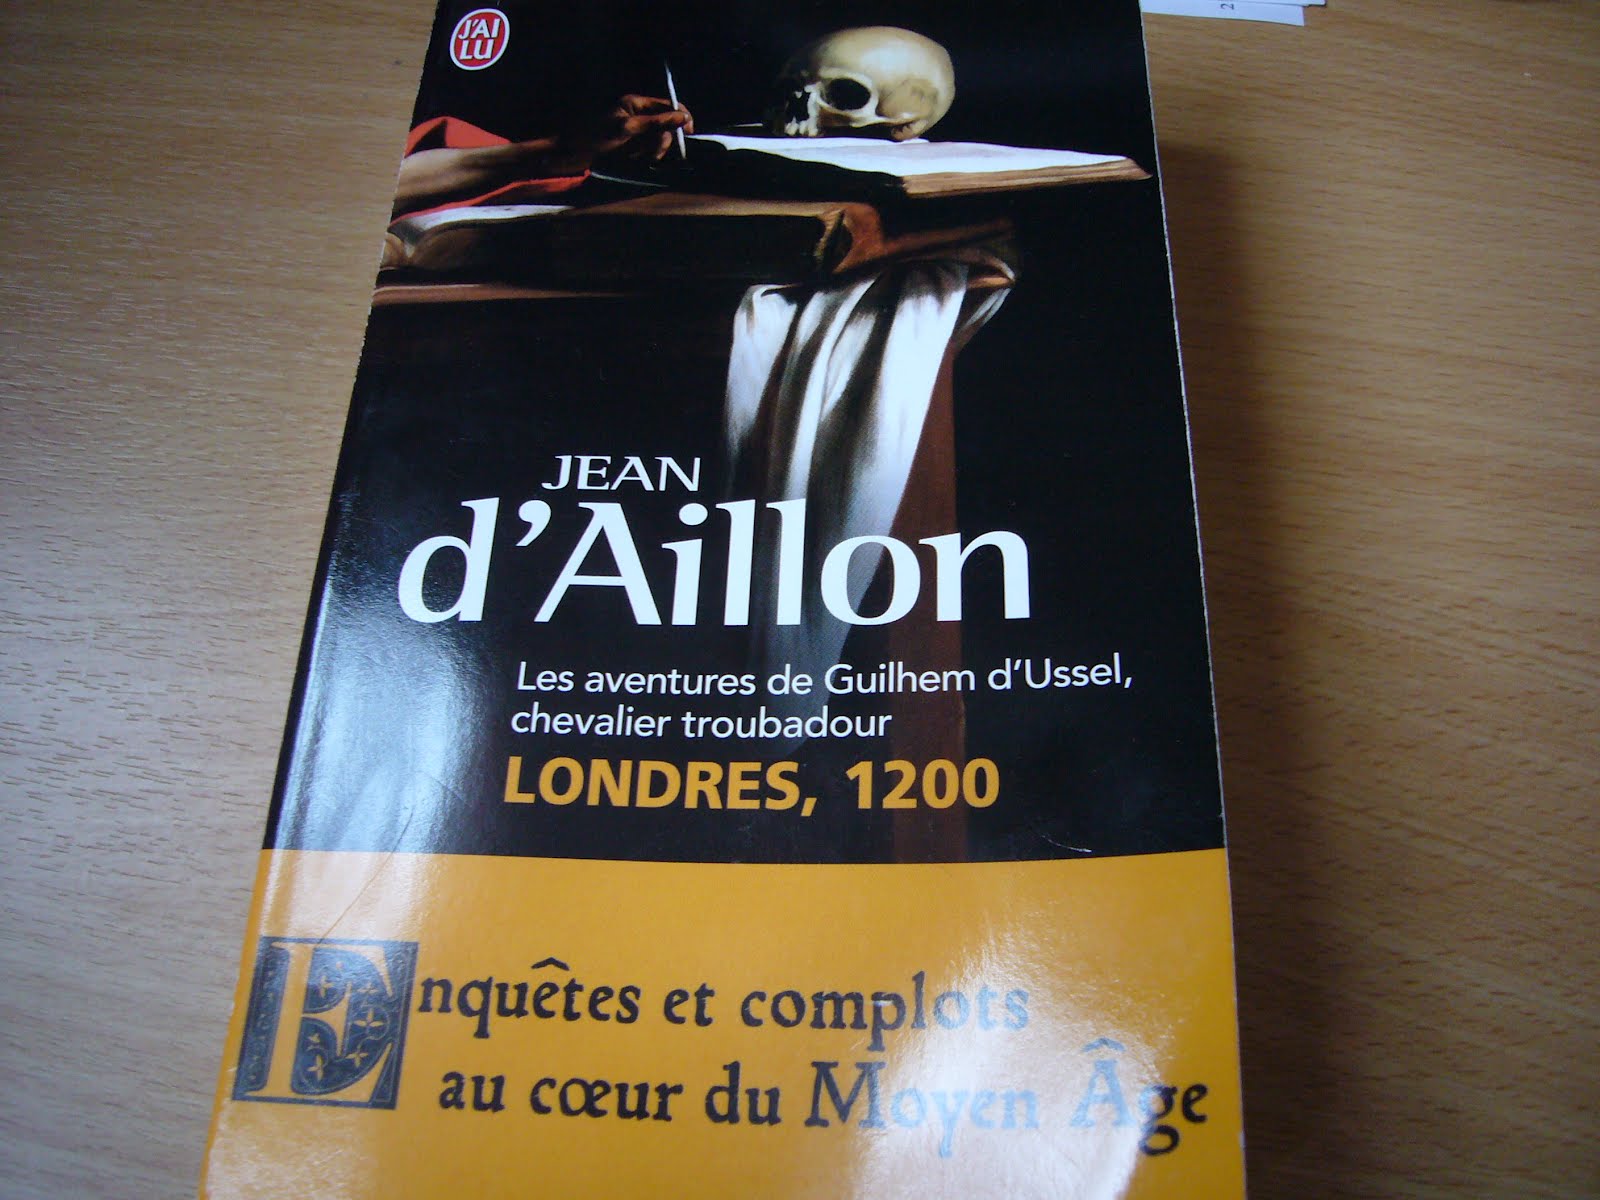 J'AI
LU
JEAN
d'Aillon
Les aventures de Guilhem d'Ussel,
chevalier troubadour
LONDRES, 1200
Enquêtes et complots
au cœur du Moyen Âge